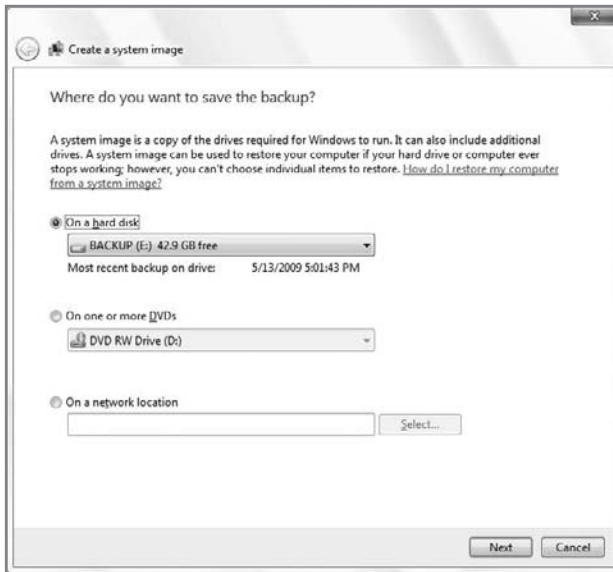 Create a system image
Where do you want to save the backup?
A system image is a copy of the drives required for Windows to run. It can also include additional
drives. A system image can be used to restore your computer if your hard drive or computer ever
stops working; however, you can't choose individual items to restore. How do I restore my computer
from a system image?
On a hard disk
BACKUP (E:) 42.9 GB free
Most recent backup on drive: 5/13/2009 5:01:43 PM
On one or more DVDs
DVD RW Drive (D:)
On a network location
Select...
Next Cancel